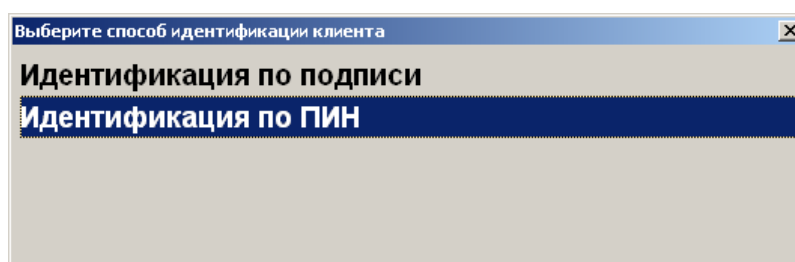 Выберите способ идентификации клиента
Идентификация по подписи
Идентификация по ПИН